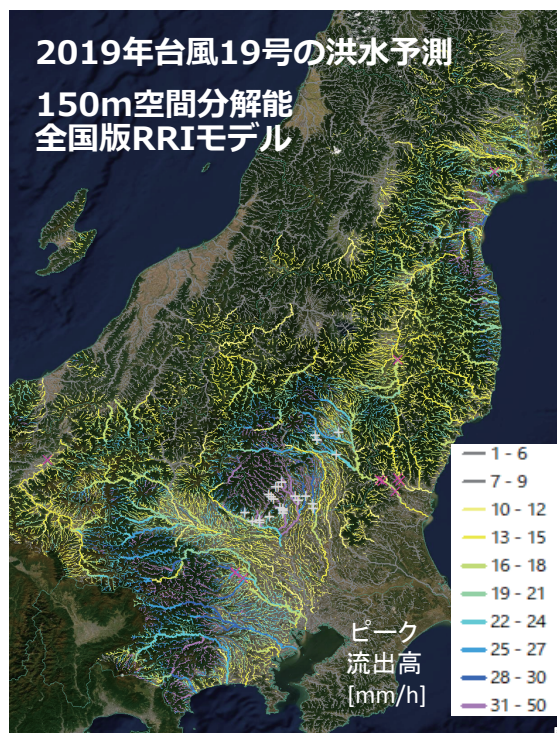 2019年台風19号の洪水予測
150m空間分解能
全国版RRIモデル
ピーク
流出高
[mm/h]
1 - 6
7 - 9
10 - 12
13 - 15
16 - 18
19 - 21
22 - 24
25 - 27
28 - 30
31 - 50